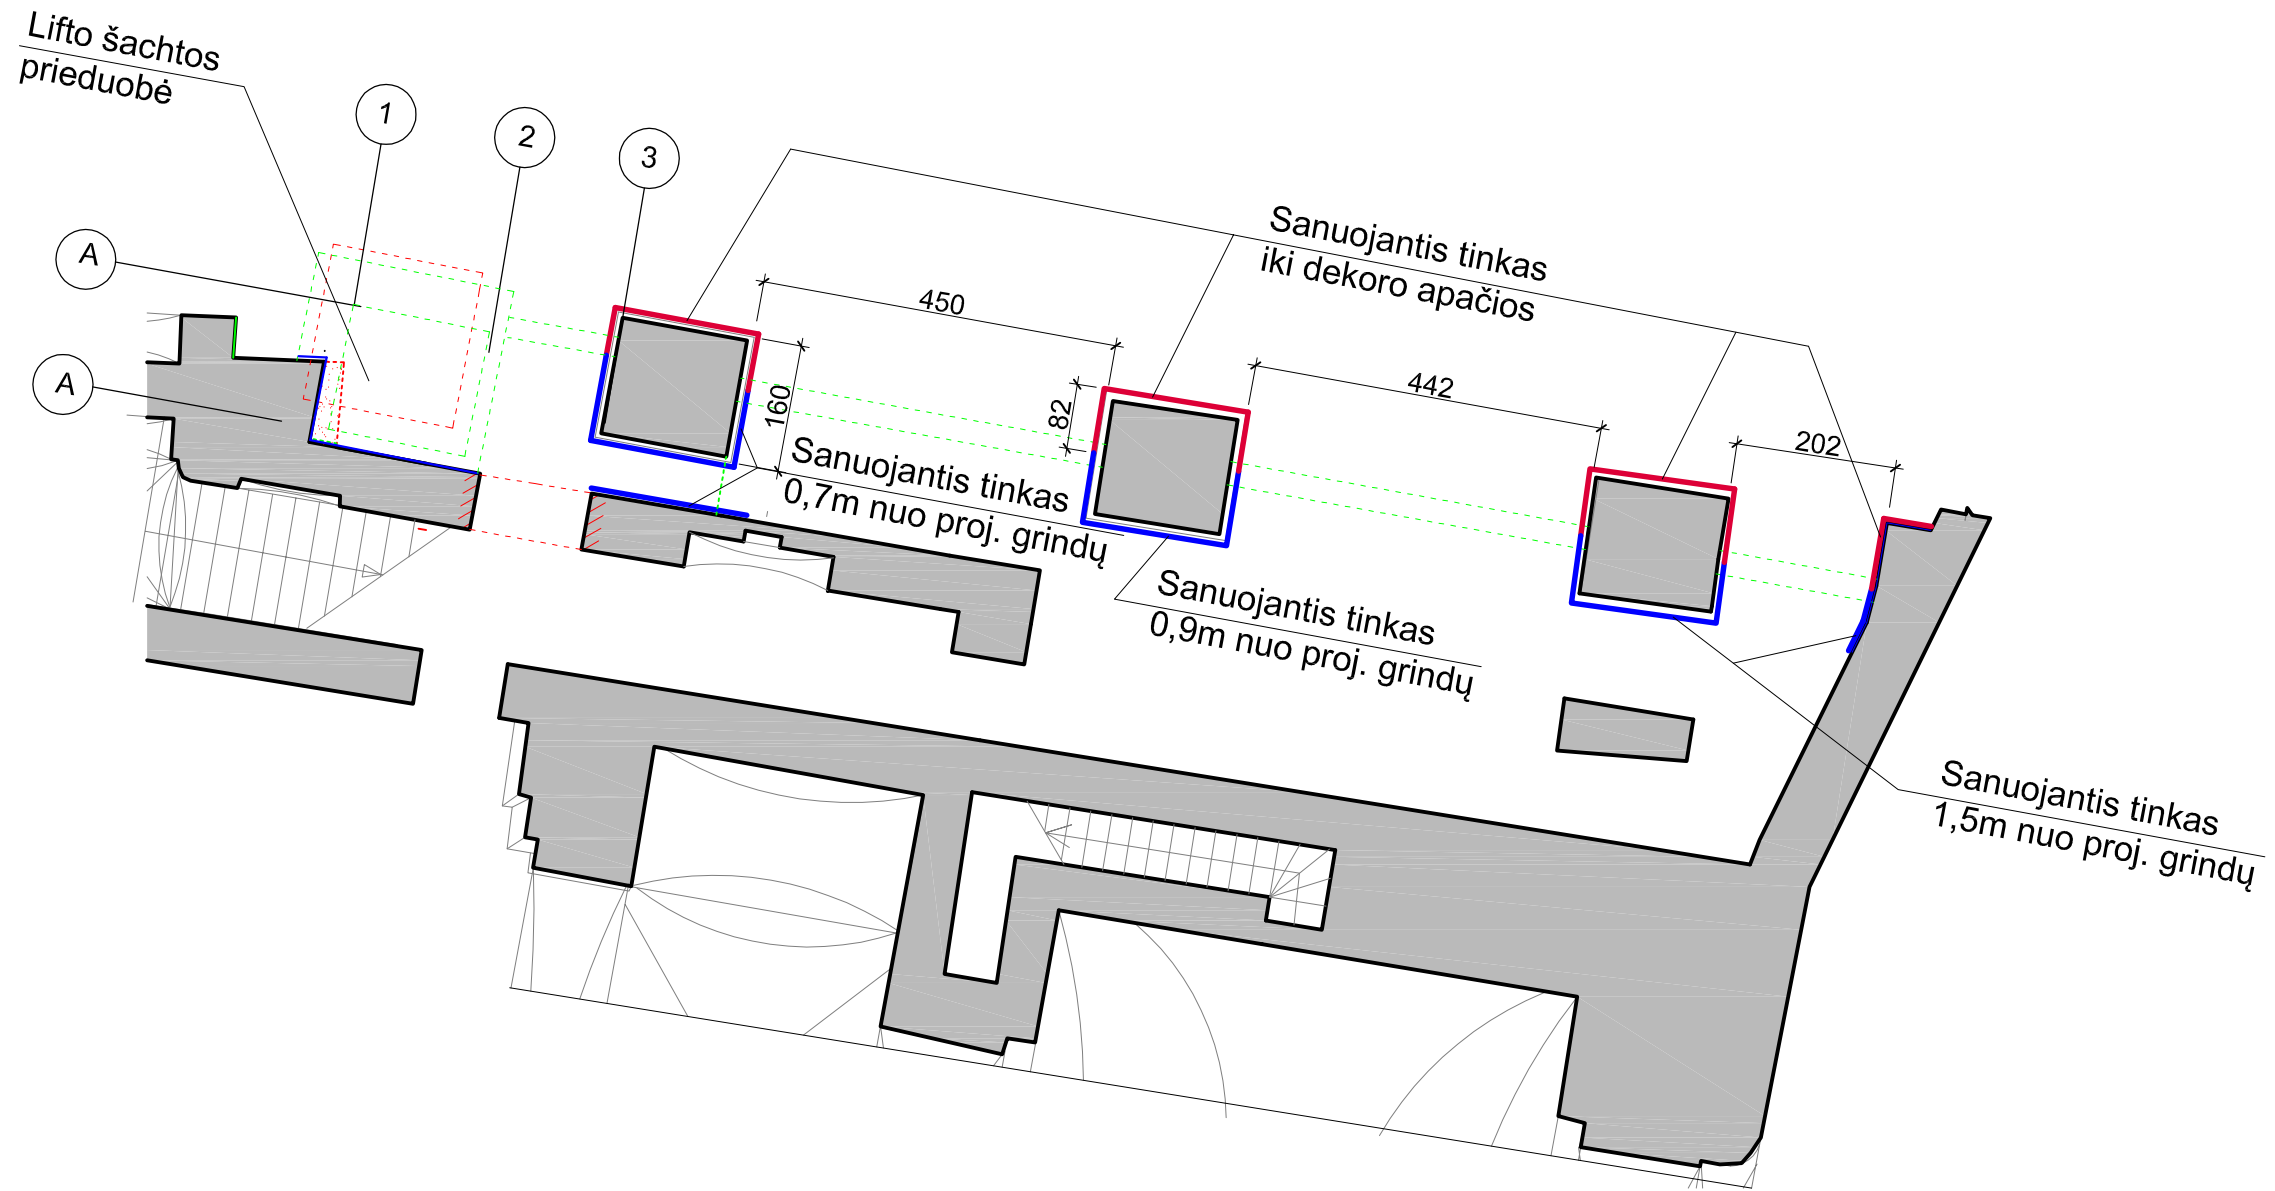 Lifto šachtos
prieduobė
1
2
3
A
A
Sanuojantis tinkas
iki dekoro apačios
450
442
202
160
82
Sanuojantis tinkas
0,7m nuo proj. grindų
Sanuojantis tinkas
0,9m nuo proj. grindų
Sanuojantis tinkas
1,5m nuo proj. grindų